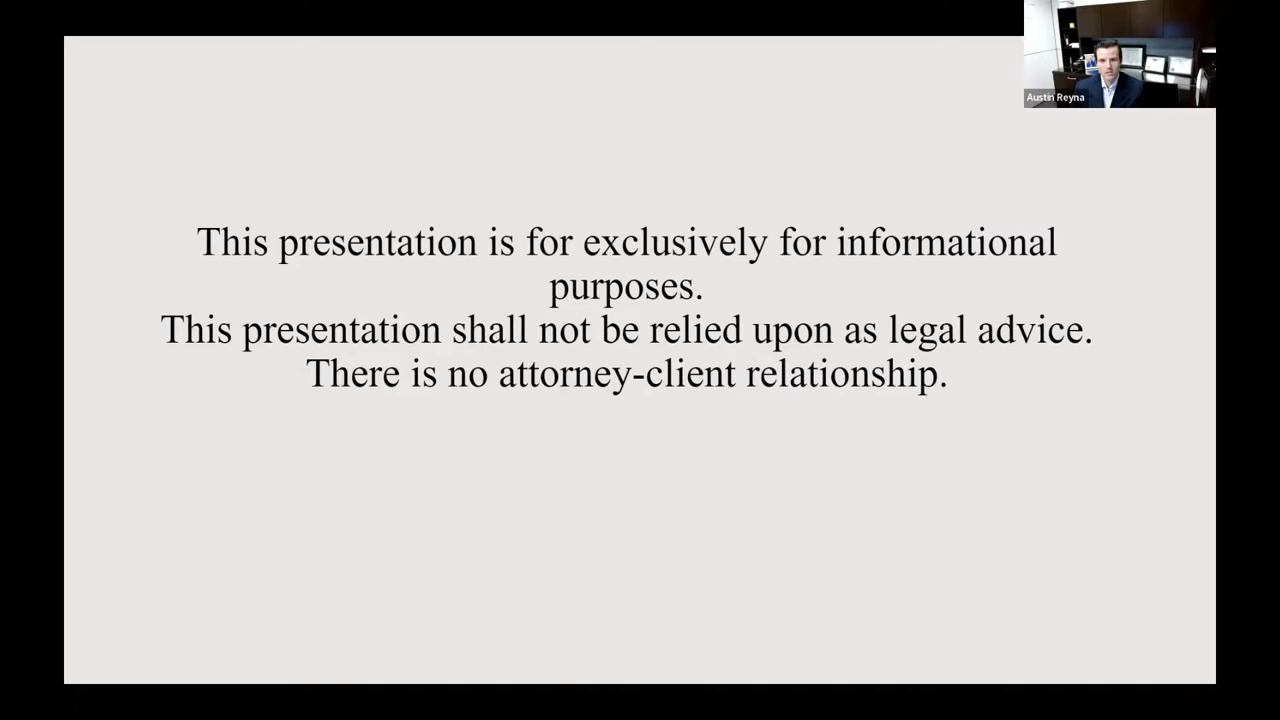 Austin Reyna
This presentation is for exclusively for informational
purposes.
This presentation shall not be relied upon as legal advice.
There is no attorney-client relationship.